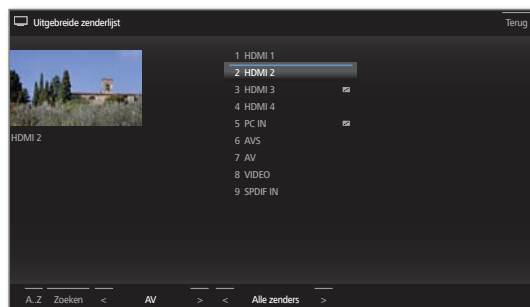 Uitgebreide zenderlijst
Terug
1 HDMI 1
2 HDMI 2
3 HDMI 3
4 HDMI 4
5 PC IN
6 AVS
7 AV
8 VIDEO
9 SPDIF IN
HDMI 2
A..Z Zoeken < AV > < Alle zenders >